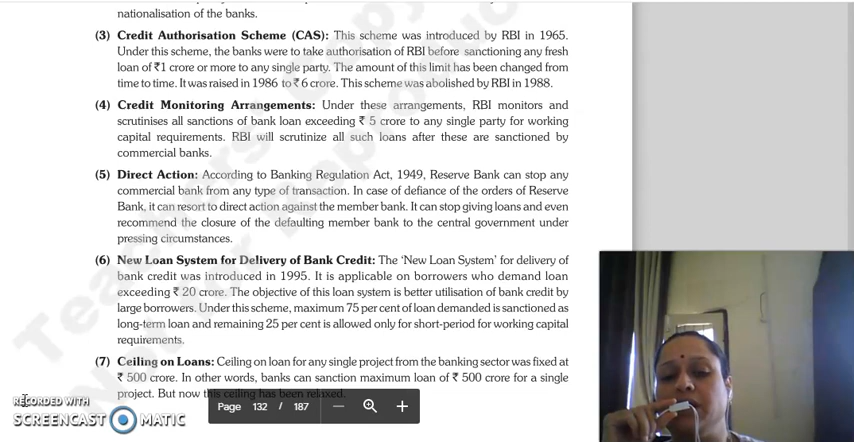 nationalisation of the banks.
(3) Credit Authorisation Scheme (CAS): This scheme was introduced by RBI in 1965.
Under this scheme, the banks were to take authorisation of RBI before sanctioning any fresh
loan of ₹1 crore or more to any single party. The amount of this limit has been changed from
time to time. It was raised in 1986 to ₹ 6 crore. This scheme was abolished by RBI in 1988.
(4) Credit Monitoring Arrangements: Under these arrangements, RBI monitors and
scrutinises all sanctions of bank loan exceeding ₹ 5 crore to any single party for working
capital requirements. RBI will scrutinize all such loans after these are sanctioned by
commercial banks.
(5) Direct Action: According to Banking Regulation Act, 1949, Reserve Bank can stop any
commercial bank from any type of transaction. In case of defiance of the orders of Reserve
Bank, it can resort to direct action against the member bank. It can stop giving loans and even
recommend the closure of the defaulting member bank to the central government under
pressing circumstances.
(6) New Loan System for Delivery of Bank Credit: The 'New Loan System' for delivery of
bank credit was introduced in 1995. It is applicable on borrowers who demand loan
exceeding ₹ 20 crore. The objective of this loan system is better utilisation of bank credit by
large borrowers. Under this scheme, maximum 75 per cent of loan demanded is sanctioned as
long-term loan and remaining 25 per cent is allowed only for short-period for working capital
requirements.
(7) Ceiling on Loans: Ceiling on loan for any single project from the banking sector was fixed at
₹ 500 crore. In other words, banks can sanction maximum loan of ₹ 500 crore for a single
project. But now this ceiling has been relaxed.
Page 132 / 187
RECORDED WITH
SCREENCAST MATIC